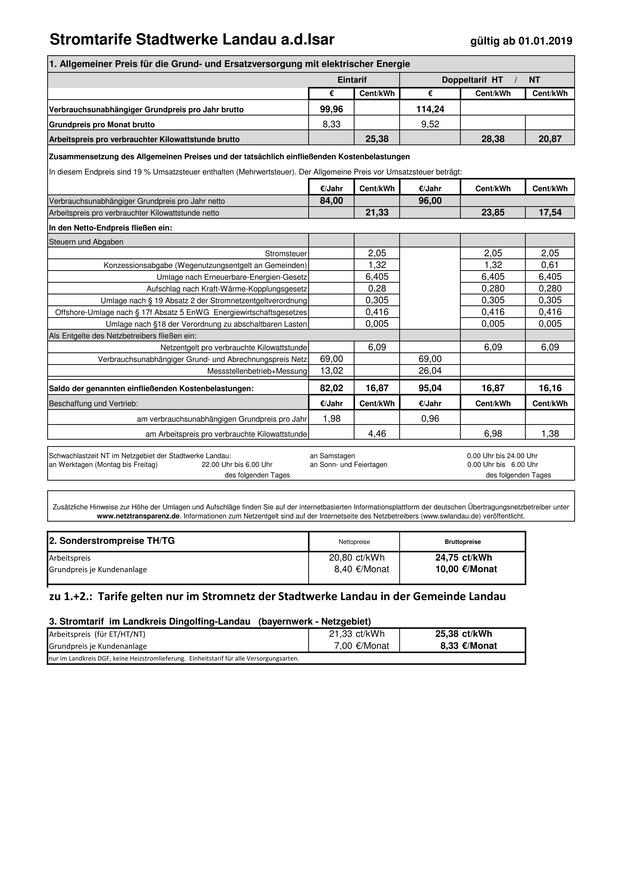 Stromtarife Stadtwerke Landau a.d.Isar gültig ab 01.01.2019
1. Allgemeiner Preis für die Grund- und Ersatzversorgung mit elektrischer Energie
Eintarif Doppeltarif HT / NT
€ Cent/kWh € Cent/kWh Cent/kWh
Verbrauchsunabhängiger Grundpreis pro Jahr brutto 99,96 114,24
Grundpreis pro Monat brutto 8,33 9,52
Arbeitspreis pro verbrauchter Kilowattstunde brutto 25,38 28,38 20,87
Zusammensetzung des Allgemeinen Preises und der tatsächlich einfließenden Kostenbelastungen
In diesem Endpreis sind 19 % Umsatzsteuer enthalten (Mehrwertsteuer). Der Allgemeine Preis vor Umsatzsteuer beträgt:
€/Jahr Cent/kWh €/Jahr Cent/kWh Cent/kWh
Verbrauchsunabhängiger Grundpreis pro Jahr netto 84,00 96,00
Arbeitspreis pro verbrauchter Kilowattstunde netto 21,33 23,85 17,54
In den Netto-Endpreis fließen ein:
Steuern und Abgaben
Stromsteuer 2,05 2,05 2,05
Konzessionsabgabe (Wegenutzungsentgelt an Gemeinden) 1,32 1,32 0,61
Umlage nach Erneuerbare-Energien-Gesetz 6,405 6,405 6,405
Aufschlag nach Kraft-Wärme-Kopplungsgesetz 0,28 0,280 0,280
Umlage nach § 19 Absatz 2 der Stromnetzentgeltverordnung 0,305 0,305 0,305
Offshore-Umlage nach § 17f Absatz 5 EnWG Energiewirtschaftsgesetzes 0,416 0,416 0,416
Umlage nach §18 der Verordnung zu abschaltbaren Lasten 0,005 0,005 0,005
Als Entgelte des Netzbetreibers fließen ein:
Netzentgelt pro verbrauchte Kilowattstunde 6,09 6,09 6,09
Verbrauchsunabhängiger Grund- und Abrechnungspreis Netz 69,00 69,00
Messstellenbetrieb+Messung 13,02 26,04
Saldo der genannten einfließenden Kostenbelastungen: 82,02 16,87 95,04 16,87 16,16
Beschaffung und Vertrieb: €/Jahr Cent/kWh €/Jahr Cent/kWh Cent/kWh
am verbrauchsunabhängigen Grundpreis pro Jahr 1,98 0,96
am Arbeitspreis pro verbrauchte Kilowattstunde 4,46 6,98 1,38
Schwachlastzeit NT im Netzgebiet der Stadtwerke Landau: an Samstagen 0.00 Uhr bis 24.00 Uhr
an Werktagen (Montag bis Freitag) 22.00 Uhr bis 6.00 Uhr an Sonn- und Feiertagen 0.00 Uhr bis 6.00 Uhr
des folgenden Tages des folgenden Tages
Zusätzliche Hinweise zur Höhe der Umlagen und Aufschläge finden Sie auf der internetbasierten Informationsplattform der deutschen Übertragungsnetzbetreiber unter
www.netztransparenz.de. Informationen zum Netzentgelt sind auf der Internetseite des Netzbetreibers (www.swlandau.de) veröffentlicht.
2. Sonderstrompreise TH/TG Nettopreise Bruttopreise
Arbeitspreis 20,80 ct/kWh 24,75 ct/kWh
Grundpreis je Kundenanlage 8,40 €/Monat 10,00 €/Monat
zu 1.+2.: Tarife gelten nur im Stromnetz der Stadtwerke Landau in der Gemeinde Landau
3. Stromtarif im Landkreis Dingolfing-Landau (bayernwerk - Netzgebiet)
Arbeitspreis (für ET/HT/NT) 21,33 ct/kWh 25,38 ct/kWh
Grundpreis je Kundenanlage 7,00 €/Monat 8,33 €/Monat
nur im Landkreis DGF, keine Heizstromlieferung. Einheitstarif für alle Versorgungsarten.